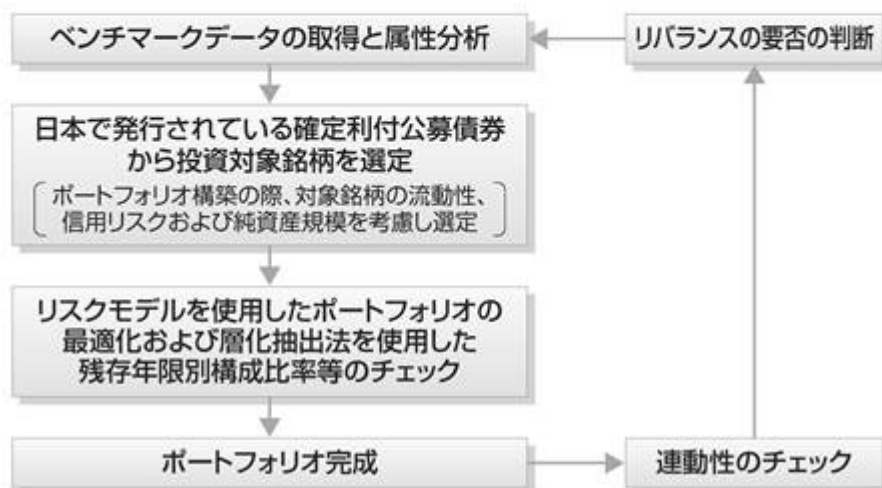 ベンチマークデータの取得と属性分析
リバランスの要否の判断
日本で発行されている確定利付公募債券
から投資対象銘柄を選定
ポートフォリオ構築の際、対象銘柄の流動性、
信用リスクおよび純資産規模を考慮し選定
リスクモデルを使用したポートフォリオの
最適化および層化抽出法を使用した
残存年限別構成比率等のチェック
ポートフォリオ完成
連動性のチェック